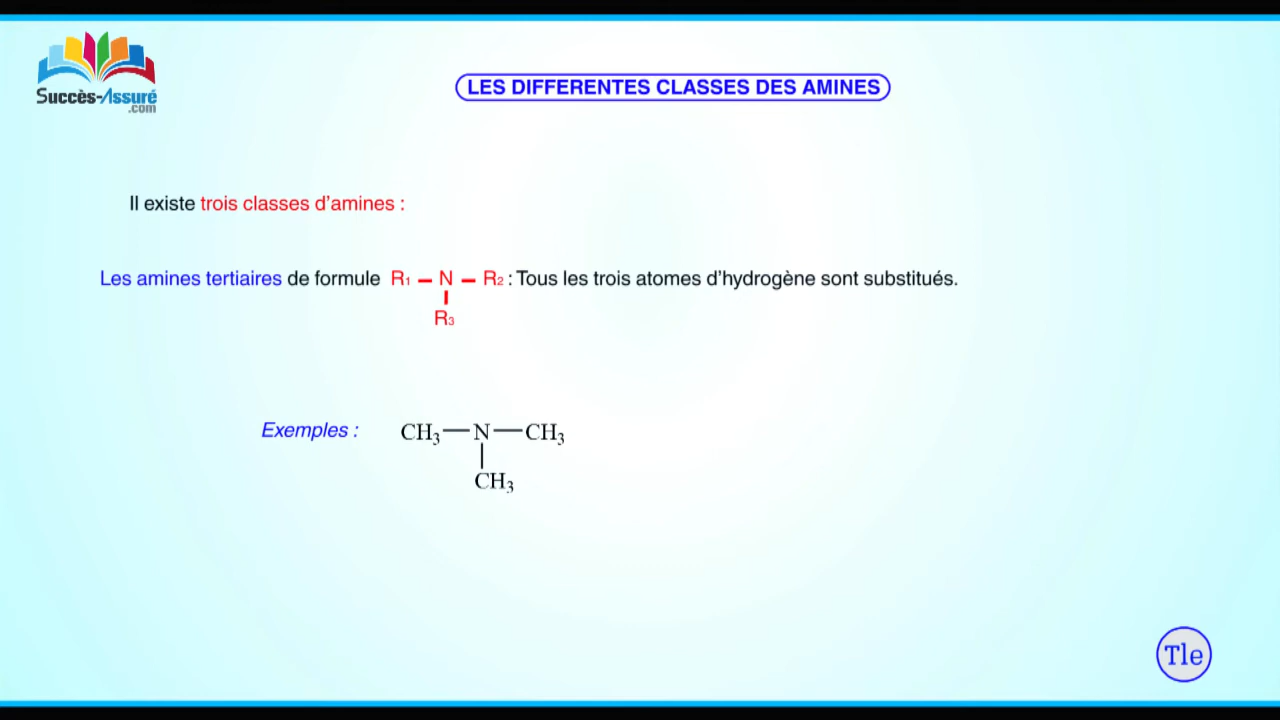 Succès-Assuré
.com
LES DIFFERENTES CLASSES DES AMINES
Il existe trois classes d’amines :
Les amines tertiaires de formule R1 – N – R2 : Tous les trois atomes d’hydrogène sont substitués.
R3
Exemples : CH3—N—CH3
CH3
Tle